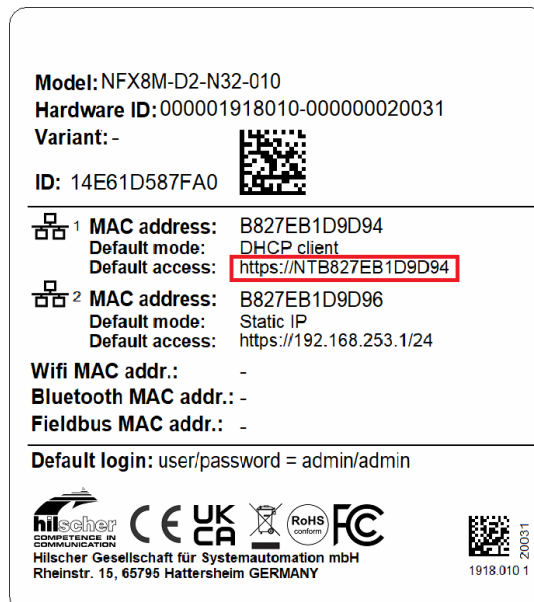 Model: NFX8M-D2-N32-010
Hardware ID: 000001918010-000000020031
Variant: -
ID: 14E61D587FA0
1 MAC address: B827EB1D9D94
Default mode: DHCP client
Default access: https://NTB827EB1D9D94
2 MAC address: B827EB1D9D96
Default mode: Static IP
Default access: https://192.168.253.1/24
Wifi MAC addr.: -
Bluetooth MAC addr.: -
Fieldbus MAC addr.: -
Default login: user/password = admin/admin
hilscher
COMPETENCE IN
COMMUNICATION
CE
UK
CA
RoHS
conform
FC
20031
Hilscher Gesellschaft für Systemautomation mbH
Rheinstr. 15, 65795 Hattersheim GERMANY
1918.010 1